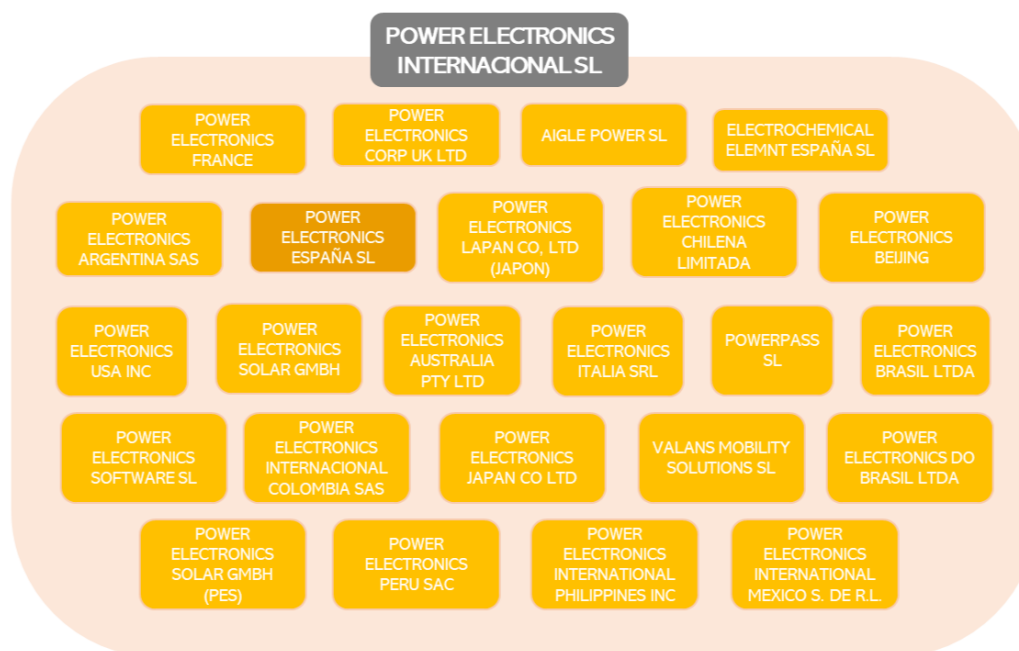 POWER ELECTRONICS
INTERNACIONAL SL
POWER
ELECTRONICS
FRANCE
POWER
ELECTRONICS
CORP UK LTD
AIGLE POWER SL
ELECTROCHEMICAL
ELEMNT ESPAÑA SL
POWER
ELECTRONICS
ARGENTINA SAS
POWER
ELECTRONICS
ESPAÑA SL
POWER
ELECTRONICS
LAPAN CO, LTD
(JAPON)
POWER
ELECTRONICS
CHILENA
LIMITADA
POWER
ELECTRONICS
BEIJING
POWER
ELECTRONICS
USA INC
POWER
ELECTRONICS
SOLAR GMBH
POWER
ELECTRONICS
AUSTRALIA
PTY LTD
POWER
ELECTRONICS
ITALIA SRL
POWERPASS
SL
POWER
ELECTRONICS
BRASIL LTDA
POWER
ELECTRONICS
SOFTWARE SL
POWER
ELECTRONICS
INTERNACIONAL
COLOMBIA SAS
POWER
ELECTRONICS
JAPAN CO LTD
VALANS MOBILITY
SOLUTIONS SL
POWER
ELECTRONICS DO
BRASIL LTDA
POWER
ELECTRONICS
SOLAR GMBH
(PES)
POWER
ELECTRONICS
PERU SAC
POWER
ELECTRONICS
INTERNATIONAL
PHILIPPINES INC
POWER
ELECTRONICS
INTERNATIONAL
MEXICO S. DE R.L.